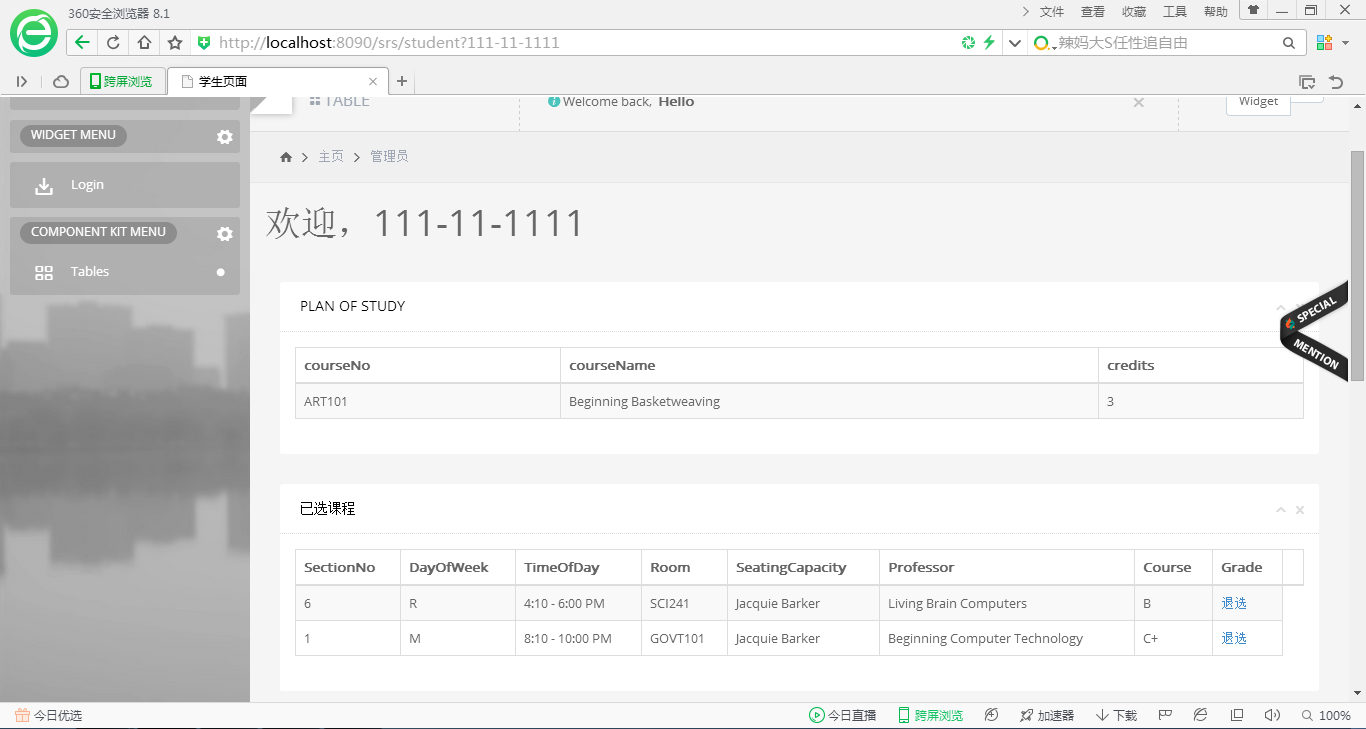 360安全浏览器 8.1
文件 查看 收藏 工具 帮助
http://localhost:8090/srs/student?111-11-1111
辣妈大S任性追自由
跨屏浏览 学生页面
TABLE
Welcome back, Hello
Widget
WIDGET MENU
Login
COMPONENT KIT MENU
Tables
主页 管理员
欢迎，111-11-1111
SPECIAL
MENTION
PLAN OF STUDY
courseNo courseName credits
ART101 Beginning Basketweaving 3
已选课程
SectionNo DayOfWeek TimeOfDay Room SeatingCapacity Professor Course Grade
6 R 4:10 - 6:00 PM SCI241 Jacquie Barker Living Brain Computers B 退选
1 M 8:10 - 10:00 PM GOVT101 Jacquie Barker Beginning Computer Technology C+ 退选
今日优选 今日直播 跨屏浏览 加速器 下载 100%